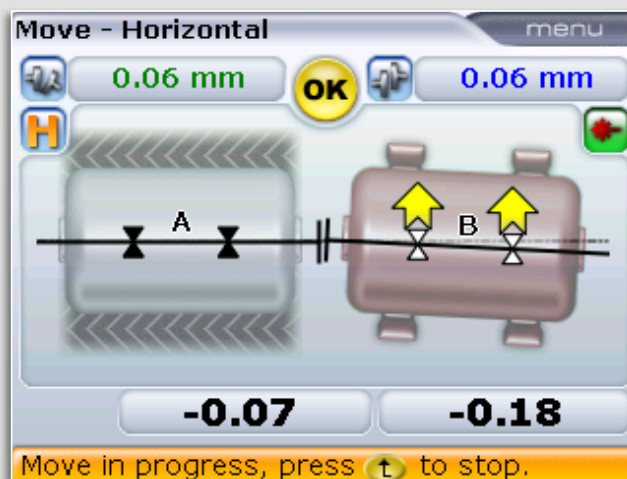 Move - Horizontal
menu
0.06 mm
OK
0.06 mm
H
A
B
-0.07
-0.18
Move in progress, press to stop.